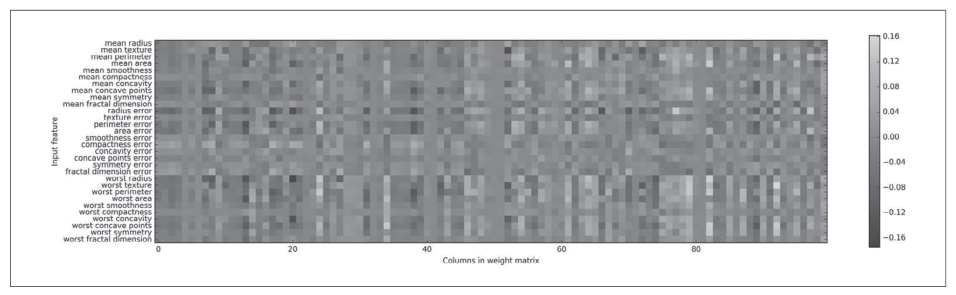 mean radius
mean texture
mean perimeter
mean area
mean smoothness
mean compactness
mean concavity
mean concave points
mean symmetry
mean fractal dimension
radius error
texture error
perimeter error
area error
smoothness error
compactness error
concavity error
concave points error
symmetry error
fractal dimension error
worst radius
worst texture
worst perimeter
worst area
worst smoothness
worst compactness
worst concavity
worst concave points
worst symmetry
worst fractal dimension
Input feature
0 20 40 60 80
Columns in weight matrix
0.16
0.12
0.08
0.04
0.00
−0.04
−0.08
−0.12
−0.16